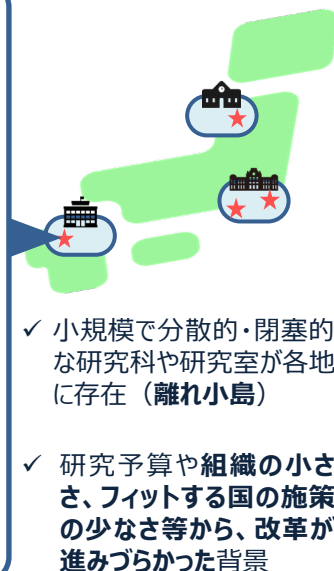 ✓ 小規模で分散的・閉塞的
な研究科や研究室が各地
に存在（離れ小島）
✓ 研究予算や組織の小さ
さ、フィットする国の施策
の少なさ等から、改革が
進みづらかった背景